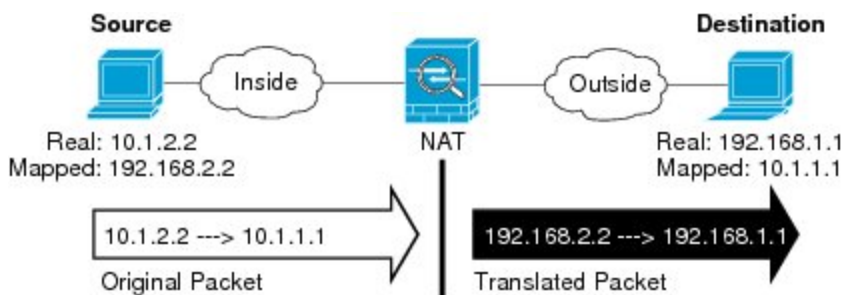 Source
Destination
Inside
Outside
Real: 10.1.2.2
Mapped: 192.168.2.2
NAT
Real: 192.168.1.1
Mapped: 10.1.1.1
10.1.2.2 ---> 10.1.1.1
192.168.2.2 ---> 192.168.1.1
Original Packet
Translated Packet